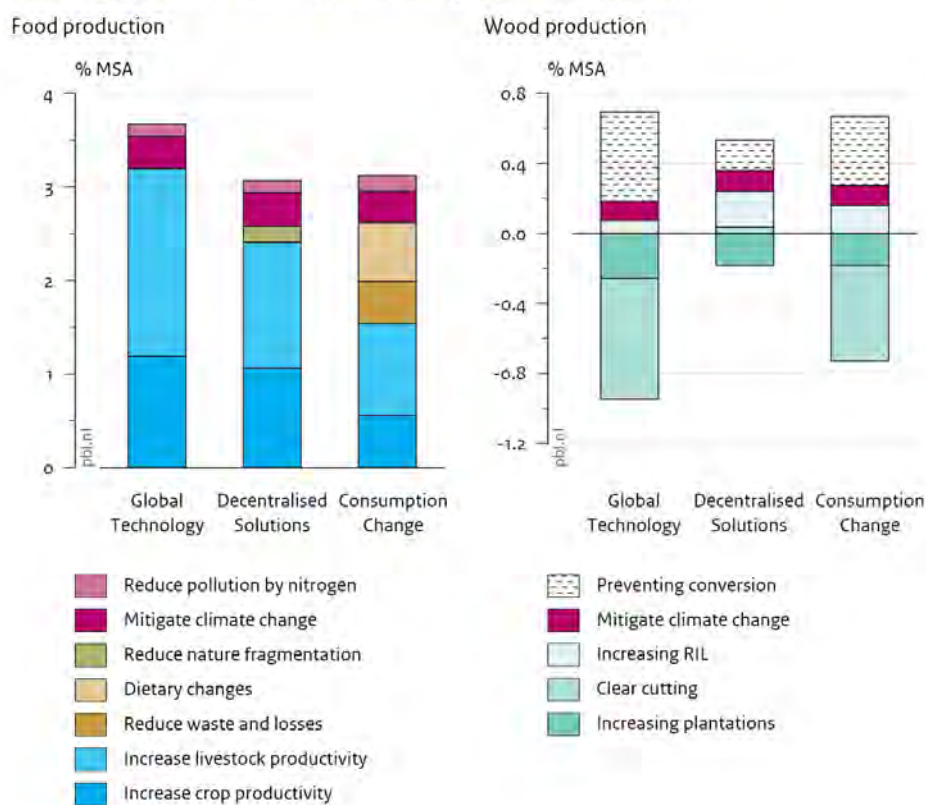 Food production
% MSA
4
3
2
1
0
pbl.nl
Global Technology
Decentralised Solutions
Consumption Change
Reduce pollution by nitrogen
Mitigate climate change
Reduce nature fragmentation
Dietary changes
Reduce waste and losses
Increase livestock productivity
Increase crop productivity
Wood production
% MSA
0.8
0.4
0.0
-0.4
-0.8
-1.2
pbl.nl
Global Technology
Decentralised Solutions
Consumption Change
Preventing conversion
Mitigate climate change
Increasing RIL
Clear cutting
Increasing plantations